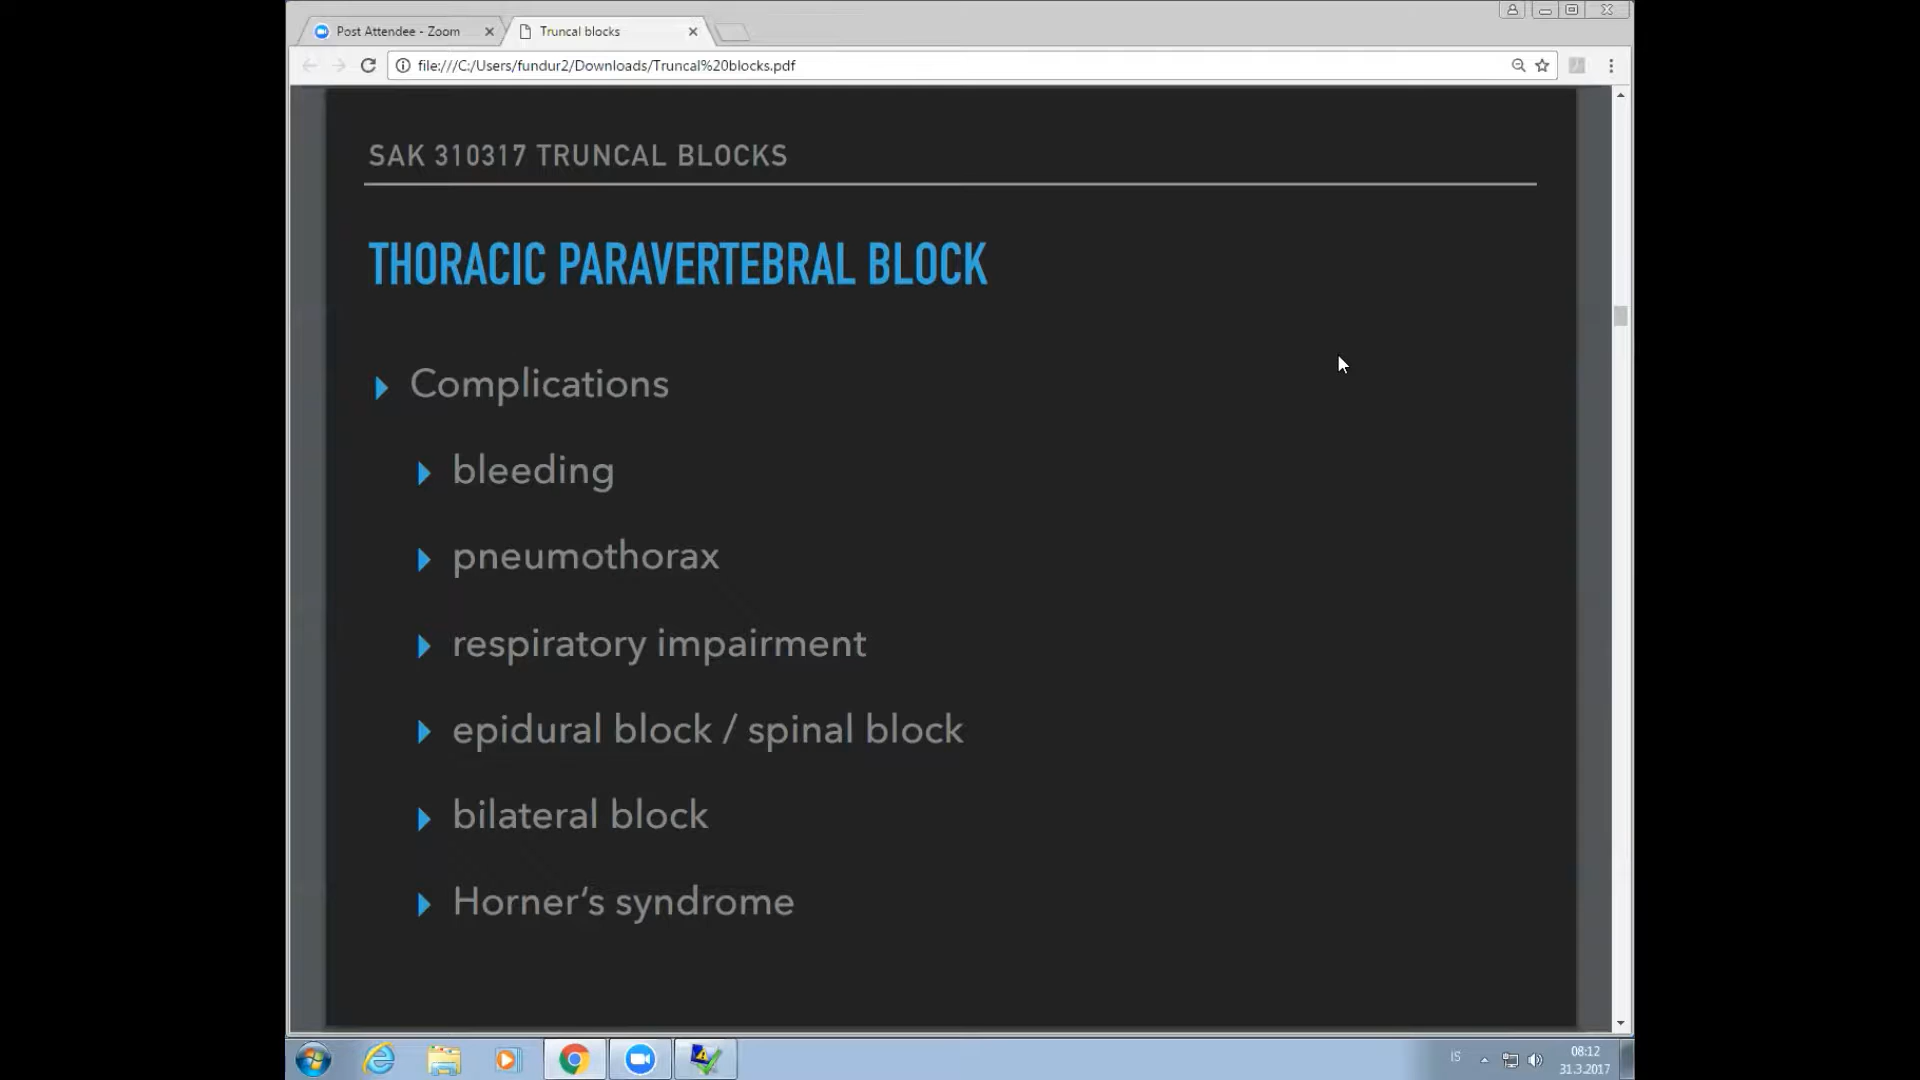 Post Attendee - Zoom
Truncal blocks
file:///C:/Users/fundur2/Downloads/Truncal%20blocks.pdf
SAK 310317 TRUNCAL BLOCKS
THORACIC PARAVERTEBRAL BLOCK
Complications
bleeding
pneumothorax
respiratory impairment
epidural block / spinal block
bilateral block
Horner‘s syndrome
IS
08:12
31.3.2017